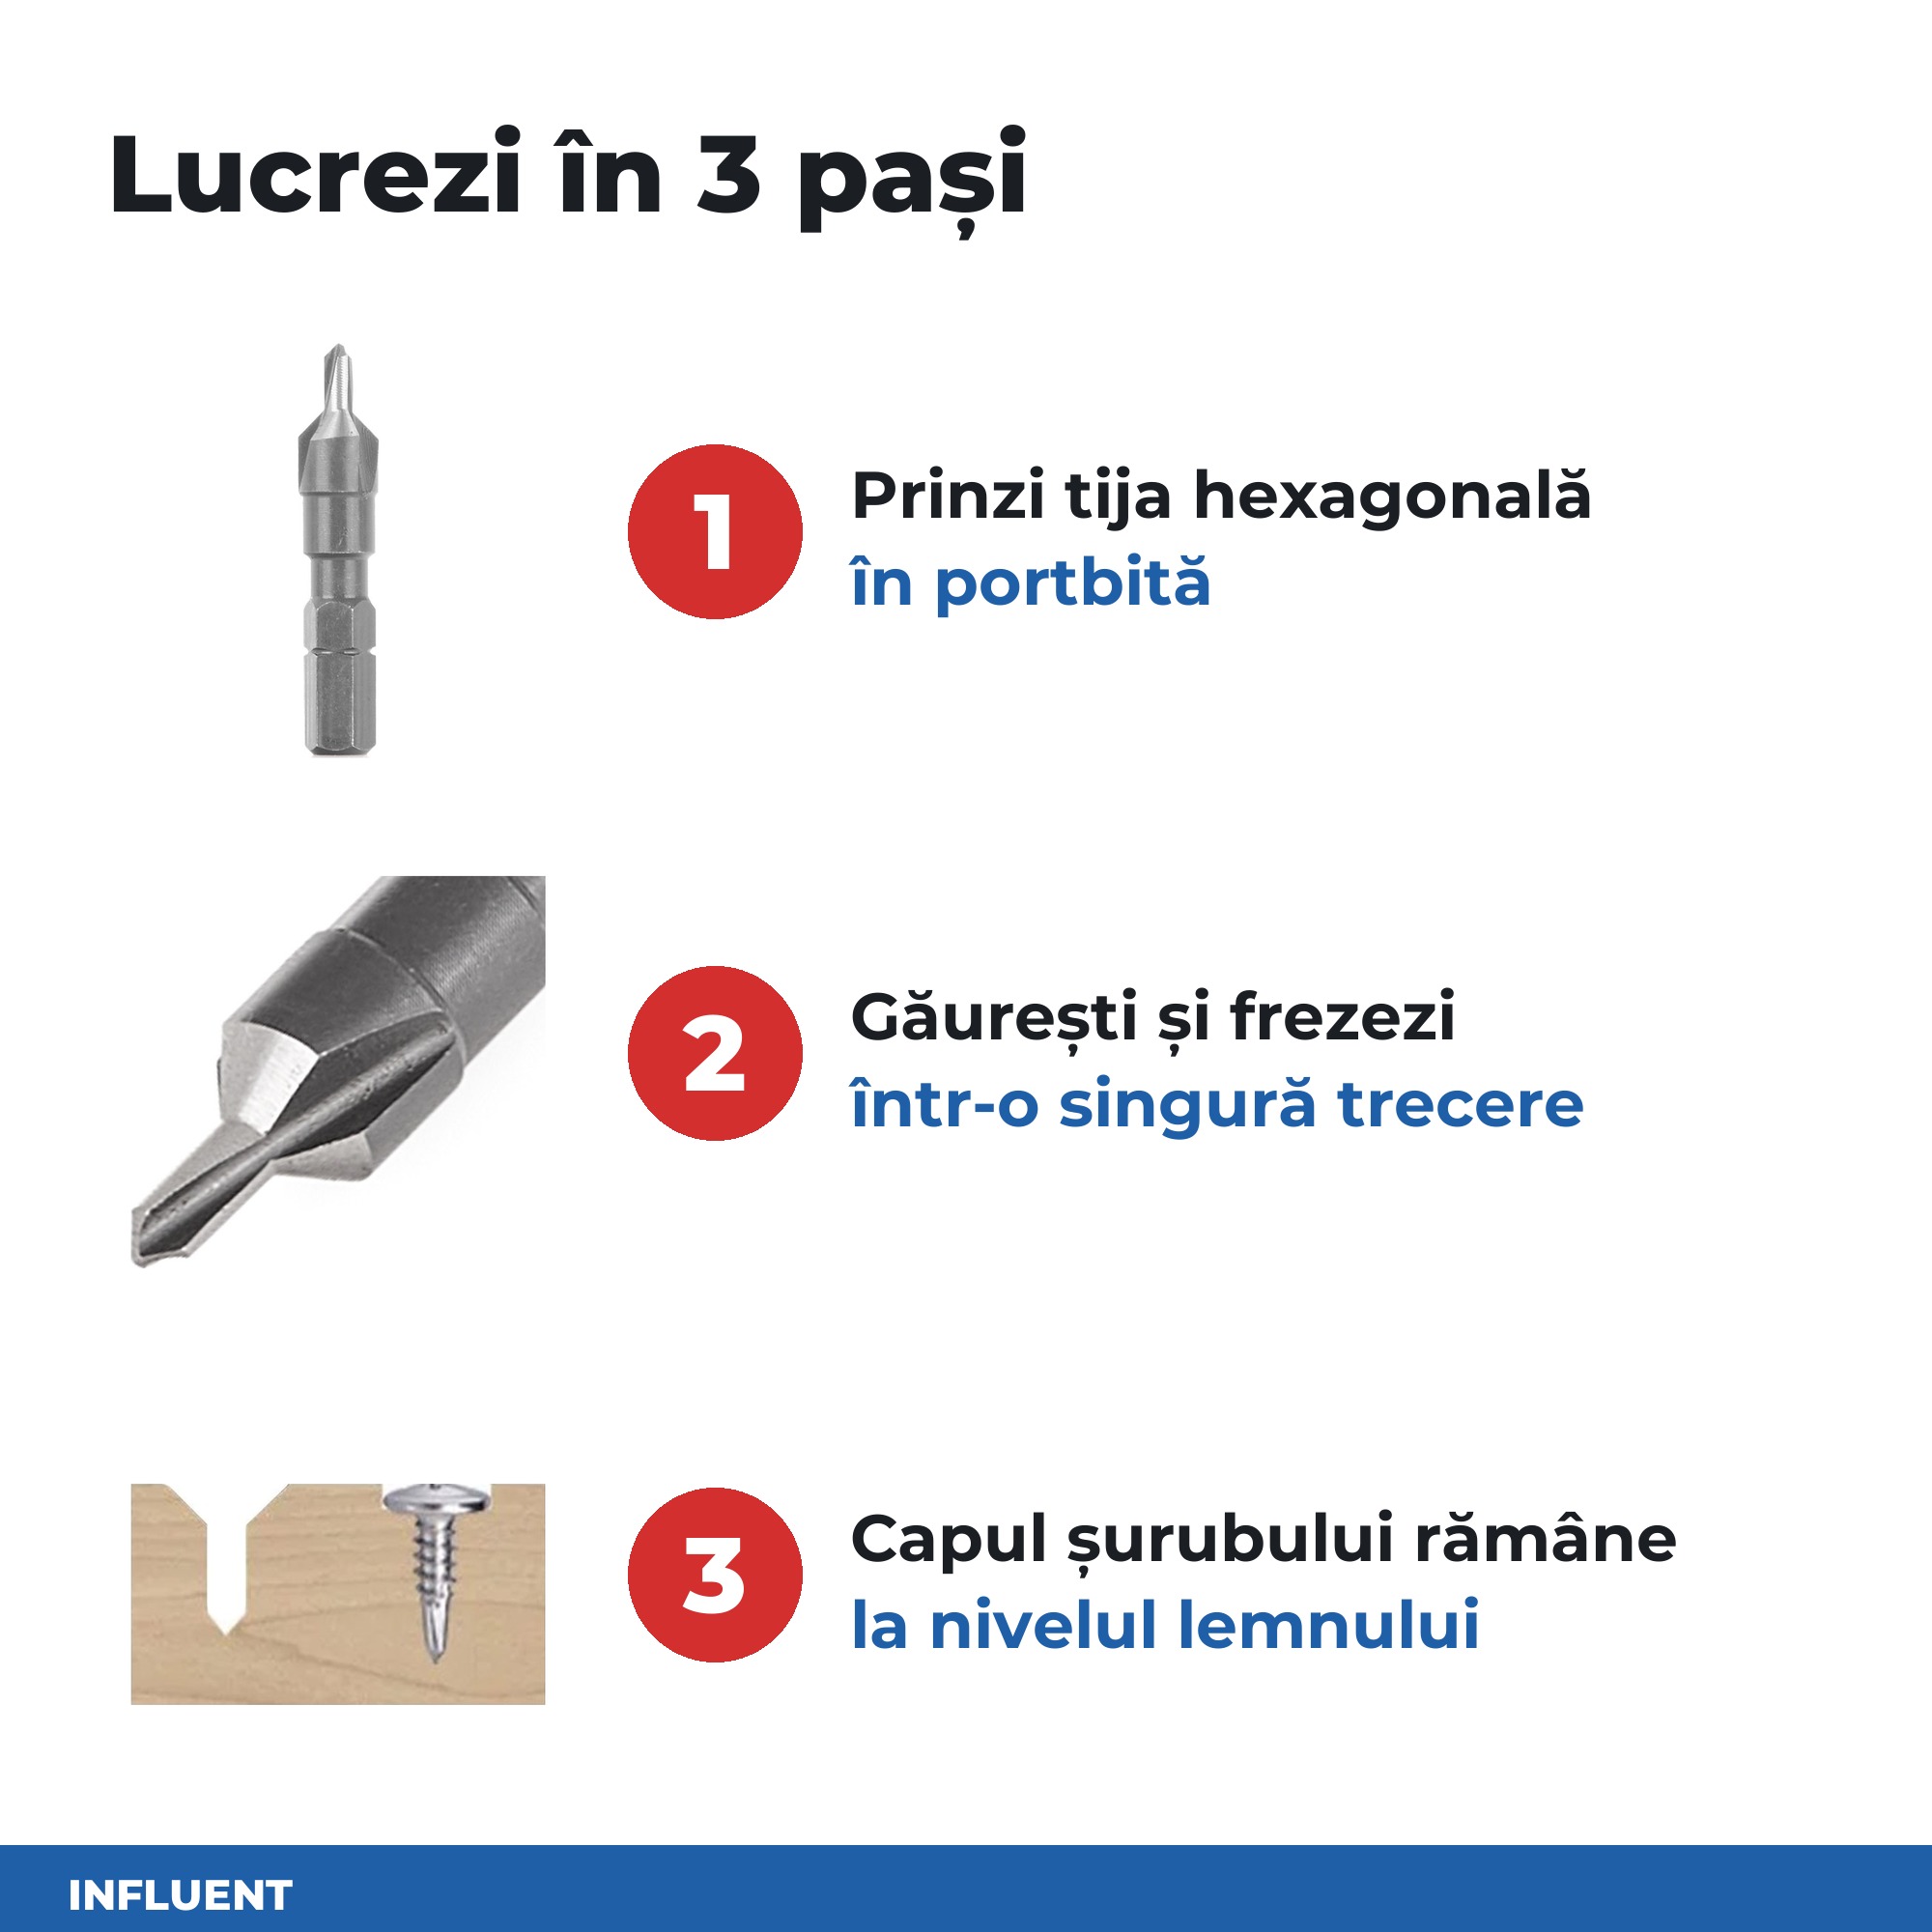 Lucrezi în 3 pași
1
Prinzi tija hexagonală
în portbită
2
Găurești și frezezi
într-o singură trecere
3
Capul șurubului rămâne
la nivelul lemnului
INFLUENT